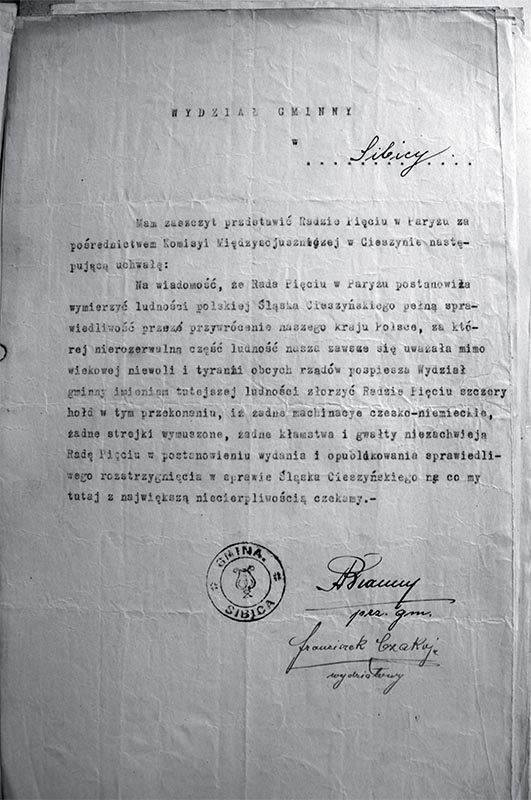 WYDZIAŁ GMINNY
w Sibicy
Mam zaszczyt przdstawić Radzie Pięciu w Paryżu za
pośrednictwem Komisyi Międzysojuszniczej w Cieszynie nastę-
pującą uchwałę:
Na wiadomość, że Rada Pięciu w Paryżu postanowiła
wymierzyć ludności polskiej Śląska Cieszyńskiego pełną spra-
wiedliwość przez przywrócenie naszego kraju Polsce, za któ-
rej nierozerwalną część ludność nasza zawsze się uważała mimo
wiekowej niewoli i tyranii obcych rządów pospiesza Wydział
gminny imieniem tutejszej ludności złorzyć Radzie Pięciu szczery
hołd w tym przekonaniu, iż żadne machinacye czesko-niemieckie,
żadne strejki wymuszone, żadne kłamstwa i gwałty niezachwieją
Radę Pięciu w postanowieniu wydania i opublikowania sprawiedli-
wego rozstrzygnięcia w sprawie Śląska Cieszyńskiego na co my
tutaj z największą niecierpliwością czekamy.-
GMINA.
SIBICA
prz. gm.
Franciszek Czakoj
wydziałowy